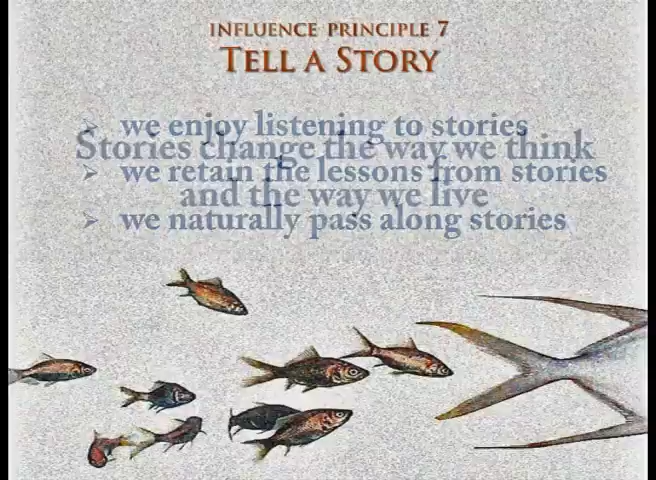 INFLUENCE PRINCIPLE 7
TELL A STORY
➢ we enjoy listening to stories
Stories change the way we think
➢ we retain the lessons from stories
and the way we live
➢ we naturally pass along stories